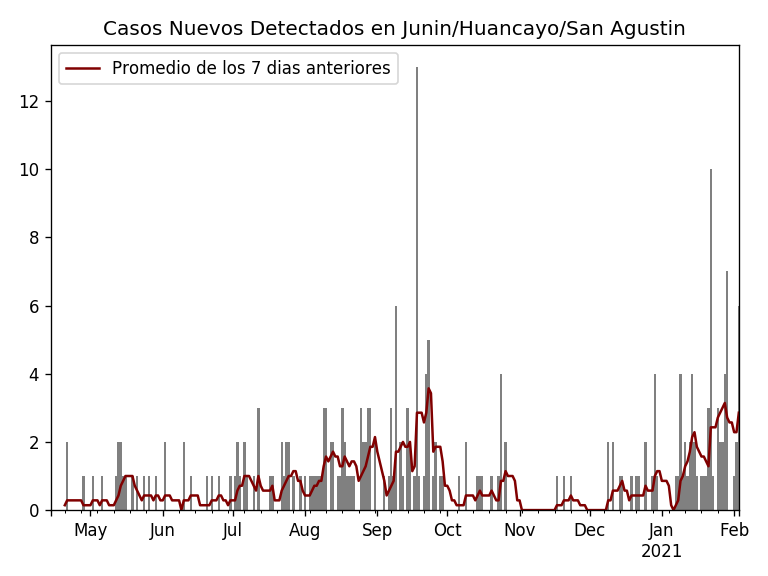 Casos Nuevos Detectados en Junin/Huancayo/San Agustin
Promedio de los 7 dias anteriores
12
10
8
6
4
2
0
May Jun Jul Aug Sep Oct Nov Dec Jan Feb
2021